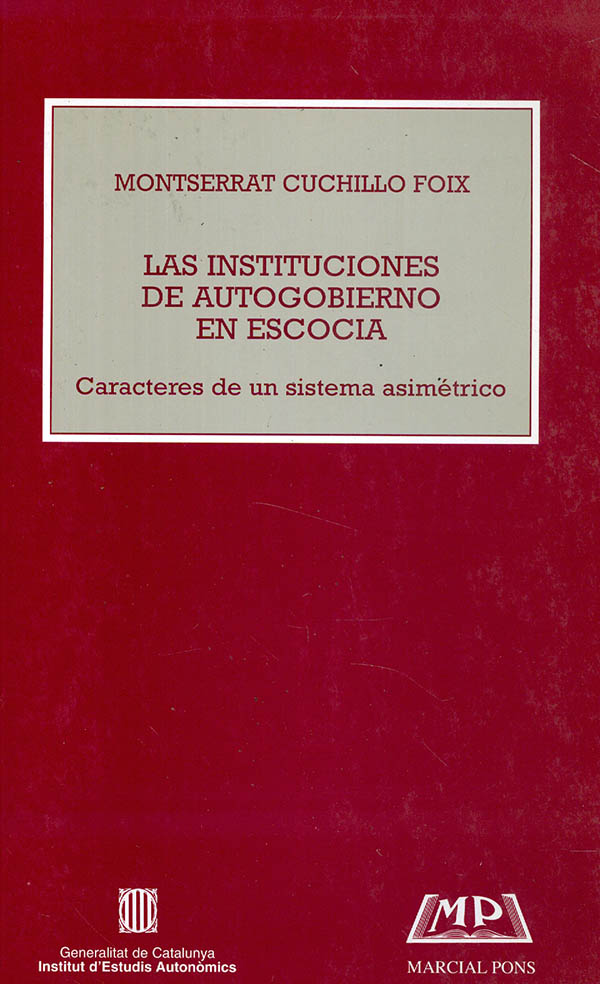 MONTSERRAT CUCHILLO FOIX
LAS INSTITUCIONES
DE AUTOGOBIERNO
EN ESCOCIA
Caracteres de un sistema asimétrico
Generalitat de Catalunya
Institut d'Estudis Autonòmics
MP
MARCIAL PONS